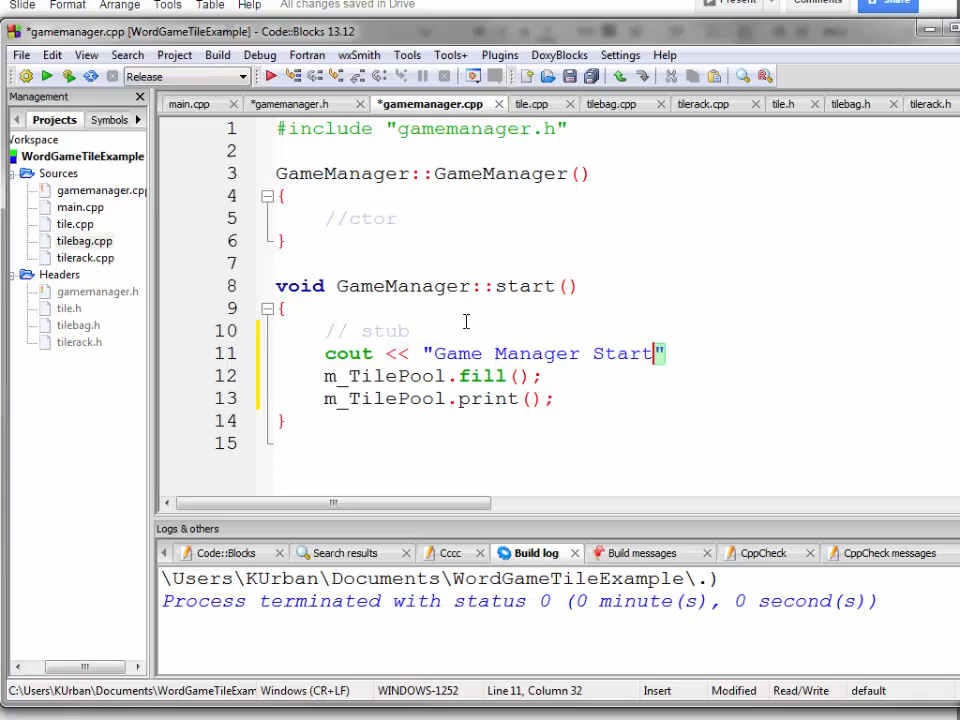 Slide Format Arrange Tools Table Help All changes saved in Drive Present Comments Share
*gamemanager.cpp [WordGameTileExample] - Code::Blocks 13.12
File Edit View Search Project Build Debug Fortran wxSmith Tools Tools+ Plugins DoxyBlocks Settings Help
Release
Management
main.cpp *gamemanager.h *gamemanager.cpp tile.cpp tilebag.cpp tilerack.cpp tile.h tilebag.h tilerack.h
Projects Symbols
Workspace
WordGameTileExample
Sources
gamemanager.cpp
main.cpp
tile.cpp
tilebag.cpp
tilerack.cpp
Headers
gamemanager.h
tile.h
tilebag.h
tilerack.h
1 #include "gamemanager.h"
2
3 GameManager::GameManager()
4 {
5 //ctor
6 }
7
8 void GameManager::start()
9 {
10 // stub
11 cout << "Game Manager Start"
12 m_TilePool.fill();
13 m_TilePool.print();
14 }
15
Logs & others
Code::Blocks Search results Cccc Build log Build messages CppCheck CppCheck messages
\Users\KUrban\Documents\WordGameTileExample\.)
Process terminated with status 0 (0 minute(s), 0 second(s))
C:\Users\KUrban\Documents\WordGameTileExam Windows (CR+LF) WINDOWS-1252 Line 11, Column 32 Insert Modified Read/Write default